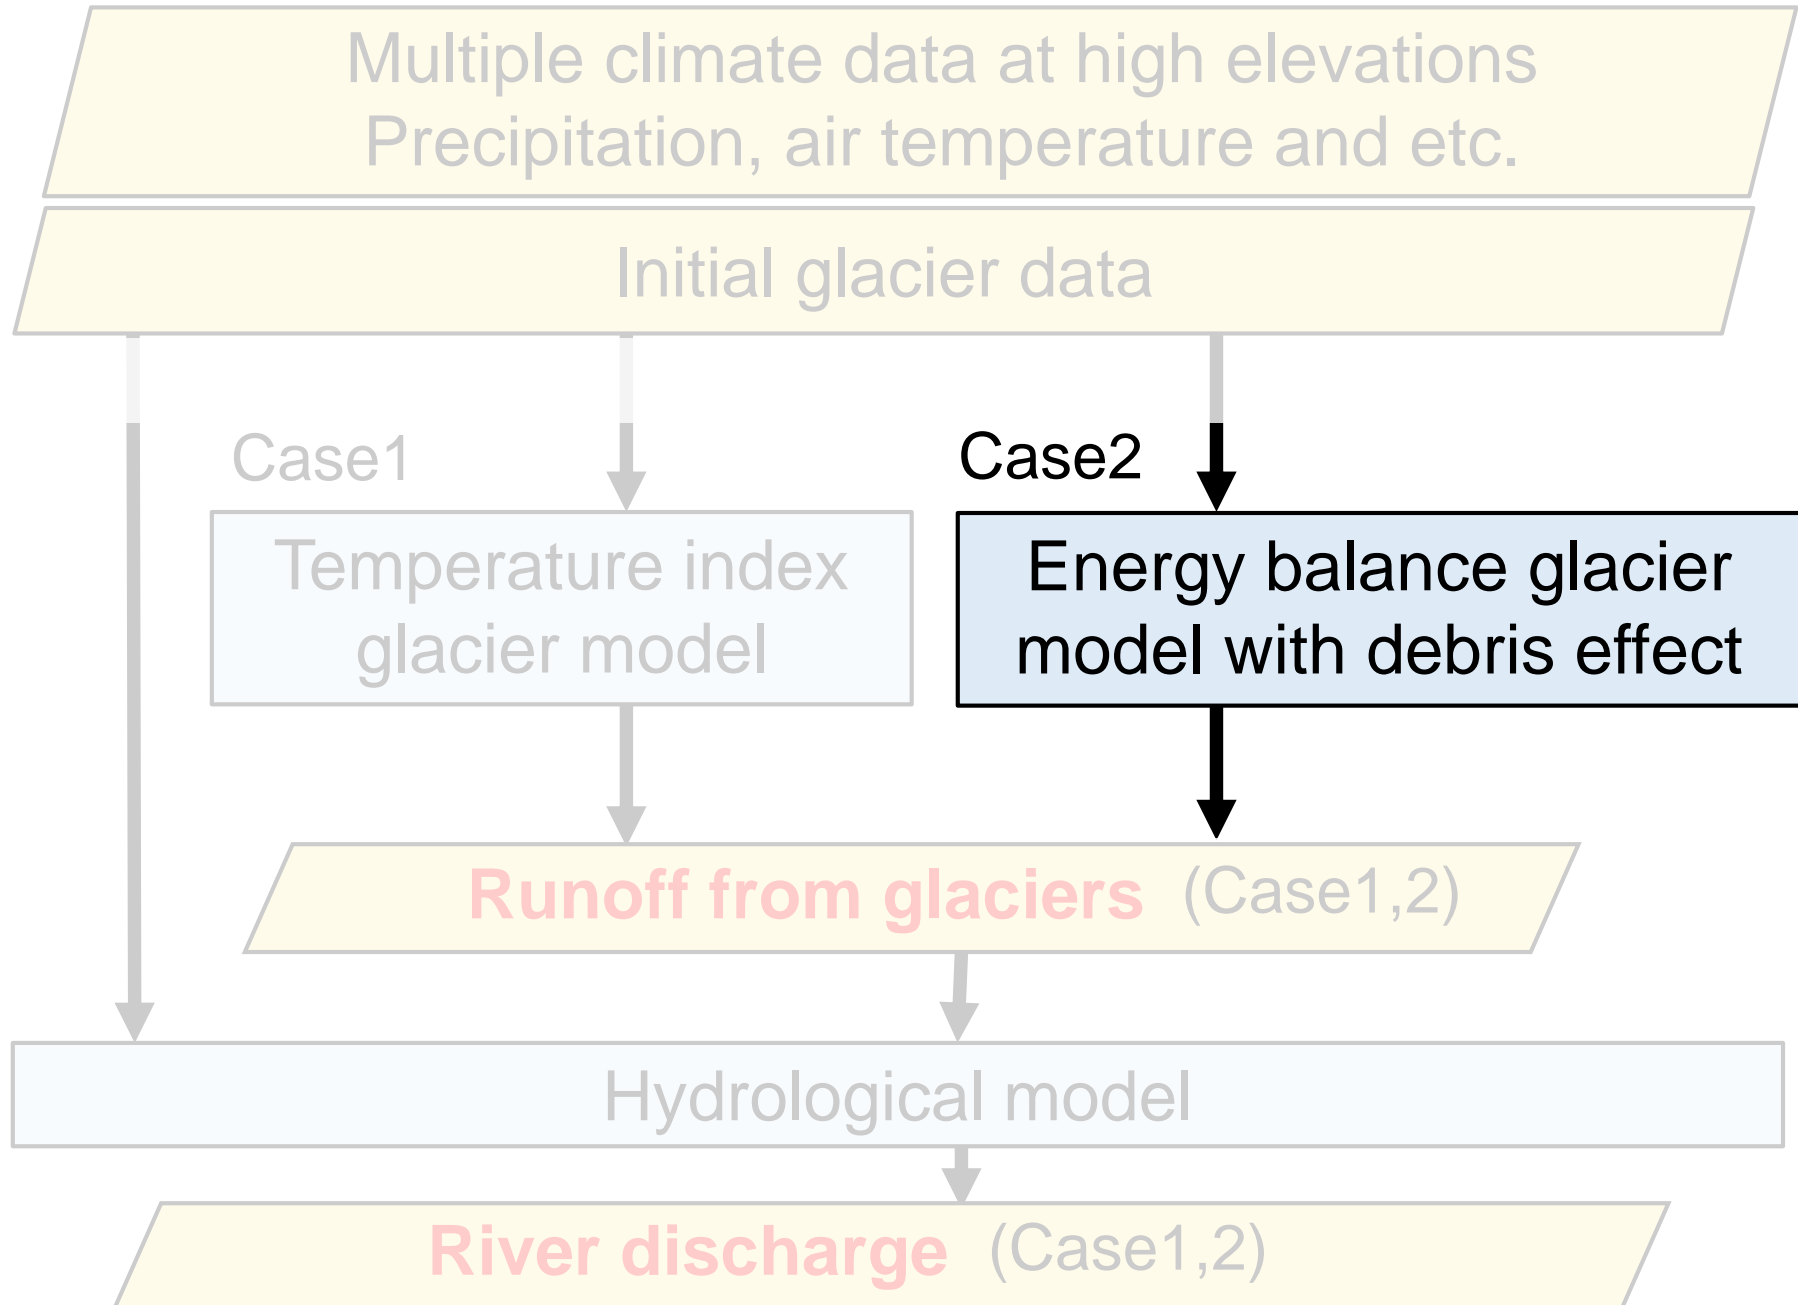 Multiple climate data at high elevations
Precipitation, air temperature and etc.
Initial glacier data
Case1
Case2
Temperature index
glacier model
Energy balance glacier
model with debris effect
Runoff from glaciers (Case1,2)
Hydrological model
River discharge (Case1,2)